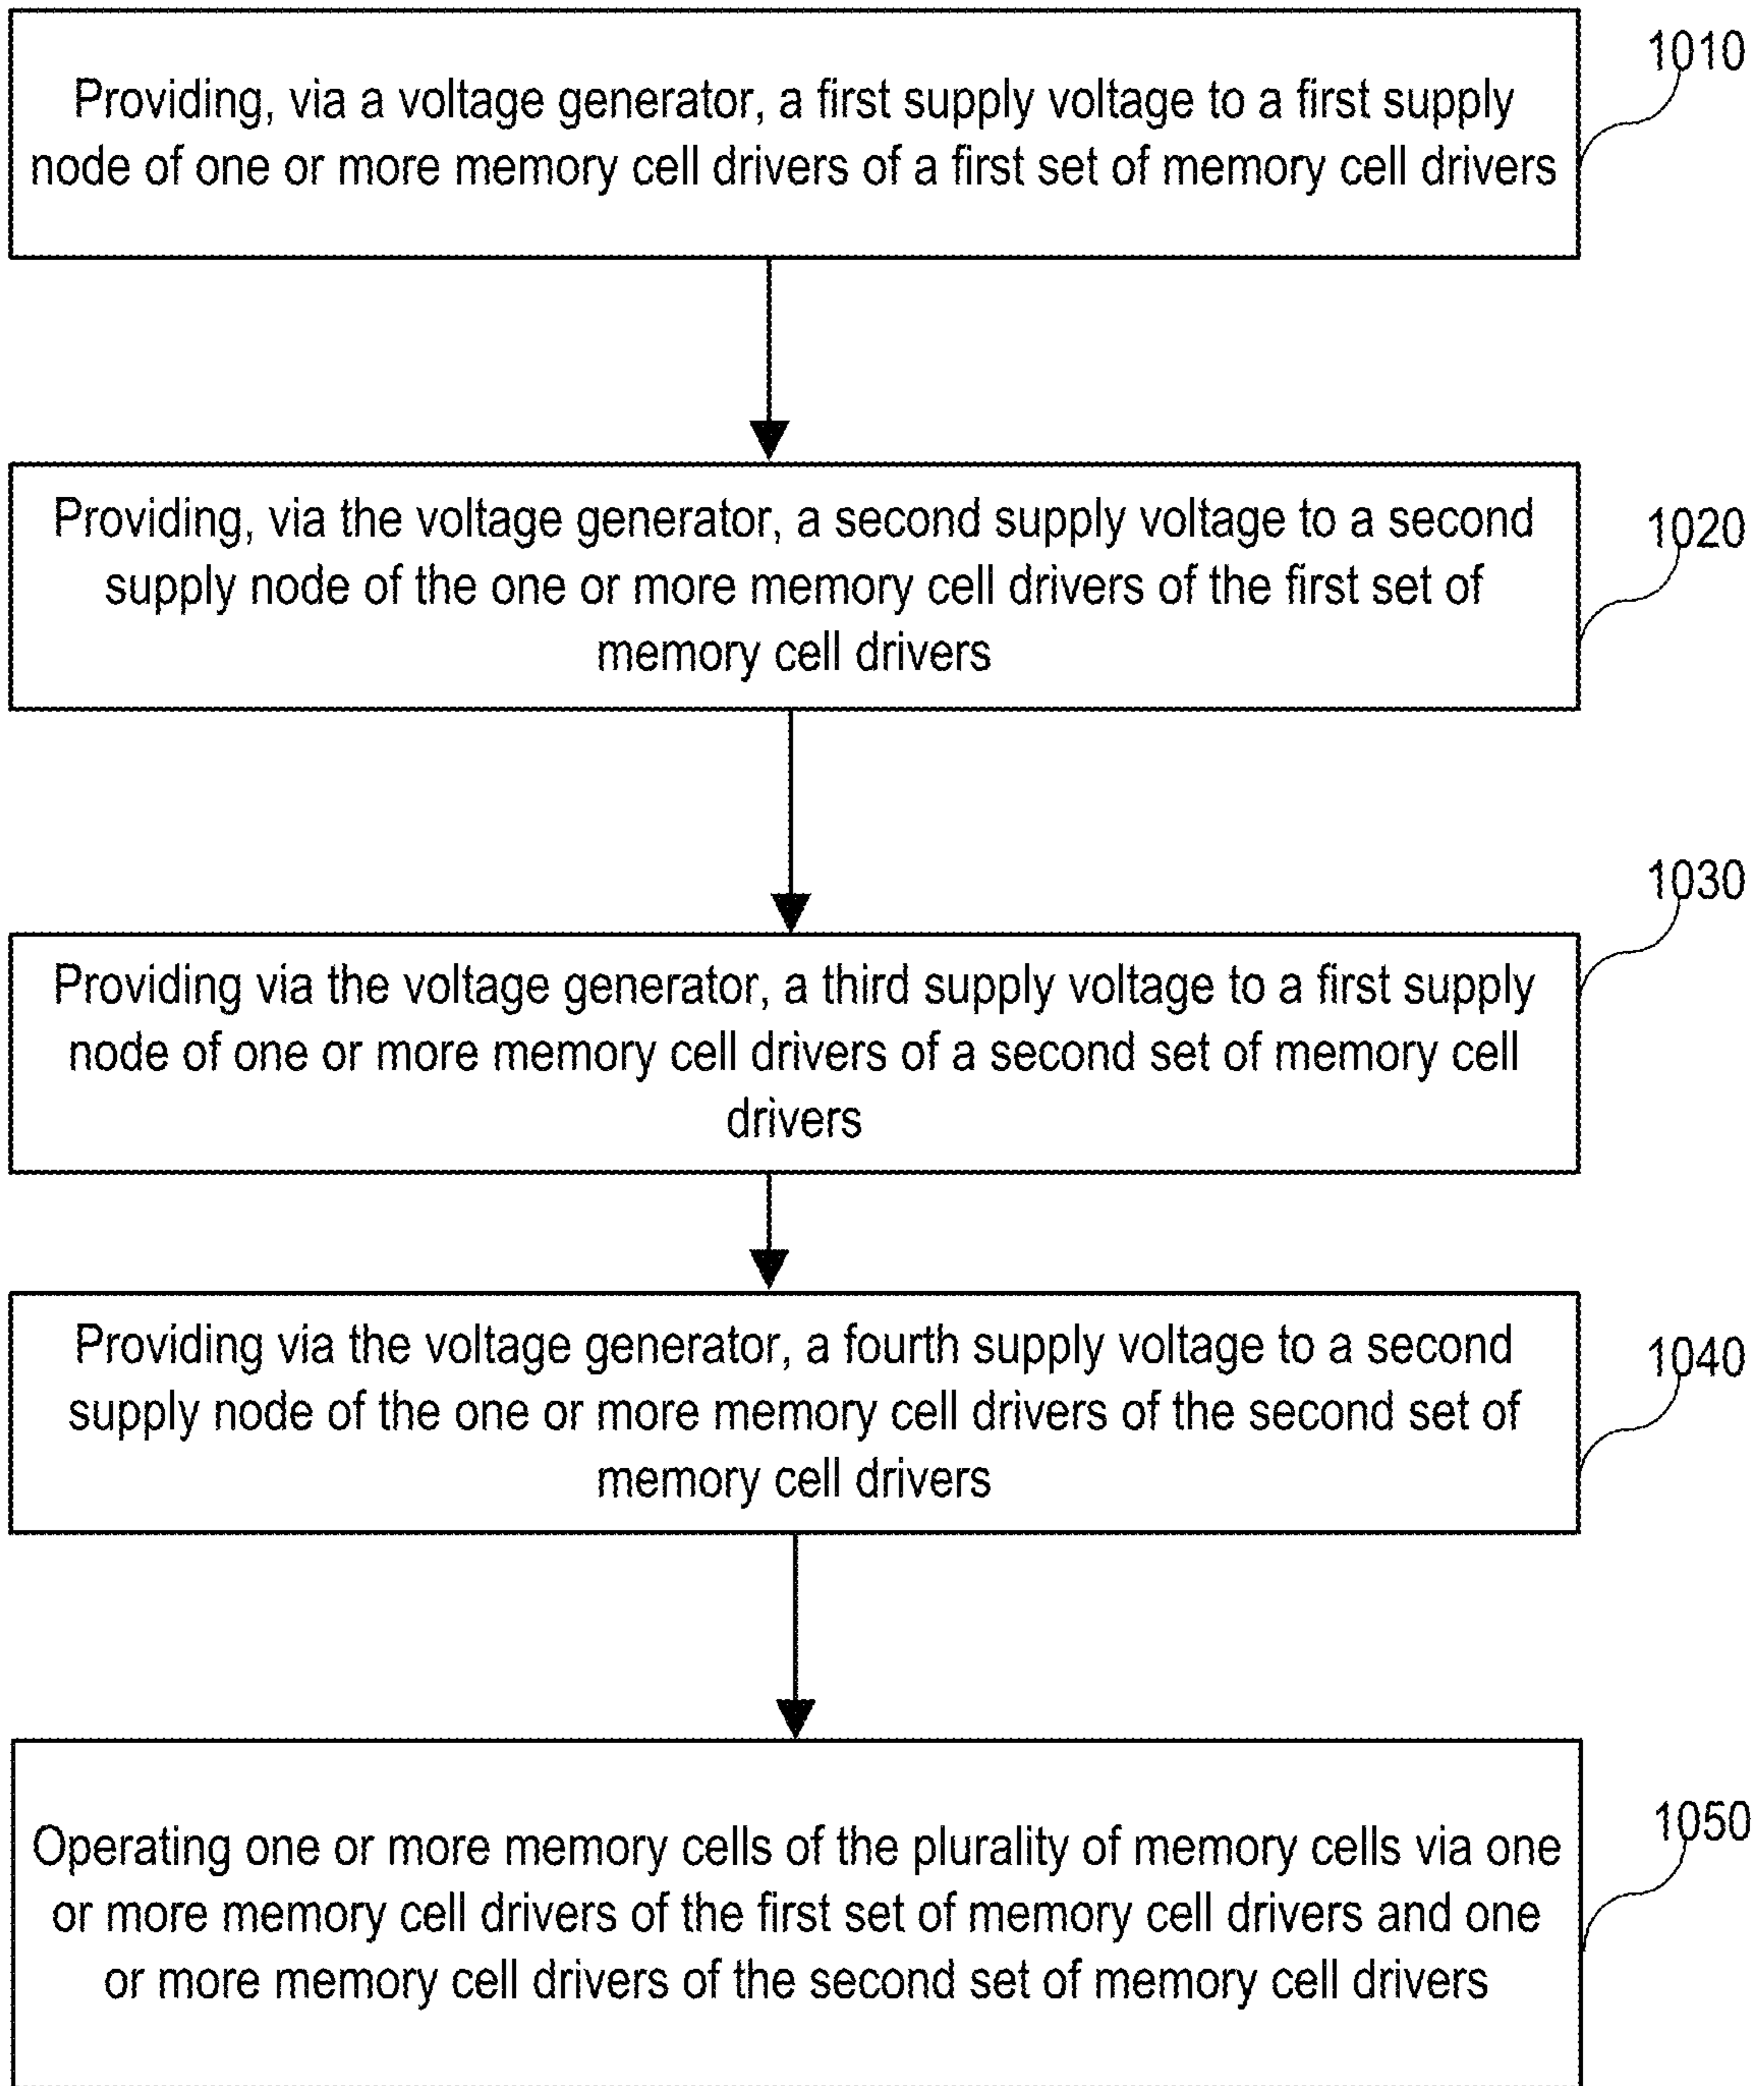 1010
Providing, via a voltage generator, a first supply voltage to a first supply
node of one or more memory cell drivers of a first set of memory cell drivers
Providing, via the voltage generator, a second supply voltage to a second
1020
supply node of the one or more memory cell drivers of the first set of
memory cell drivers
1030
Providing via the voltage generator, a third supply voltage to a first supply
node of one or more memory cell drivers of a second set of memory cell
drivers
Providing via the voltage generator, a fourth supply voltage to a second
1040
supply node of the one or more memory cell drivers of the second set of
memory cell drivers
1050
Operating one or more memory cells of the plurality of memory cells via one
or more memory cell drivers of the first set of memory cell drivers and one
or more memory cell drivers of the second set of memory cell drivers